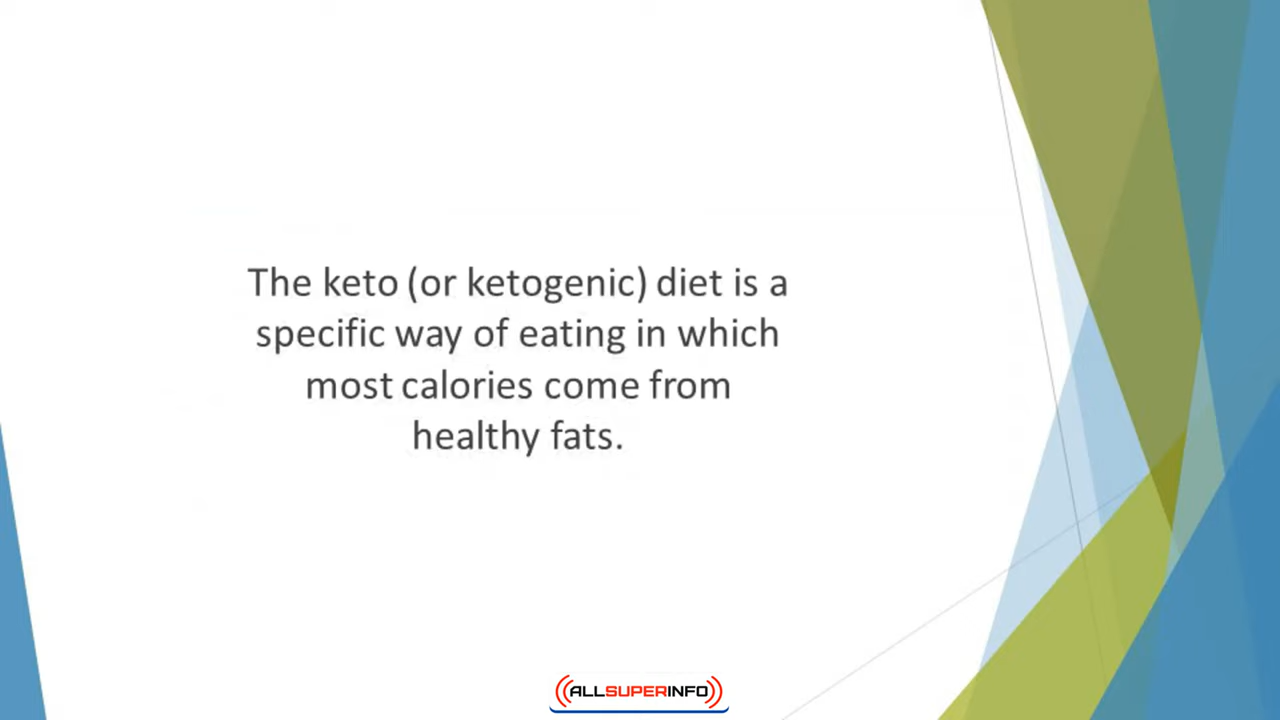 The keto (or ketogenic) diet is a
specific way of eating in which
most calories come from
healthy fats.
ALLSUPERINFO